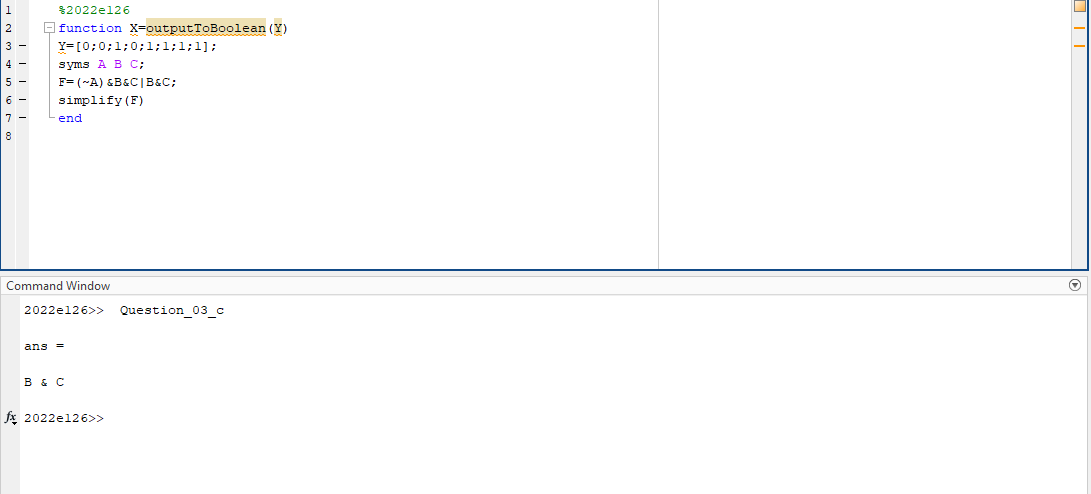 1 %2022e126
2 function X=outputToBoolean(Y)
3 Y=[0;0;1;0;1;1;1;1];
4 syms A B C;
5 F=(~A)&B&C|B&C;
6 simplify(F)
7 end
8
Command Window
2022e126>> Question_03_c
ans =
B & C
fx 2022e126>>